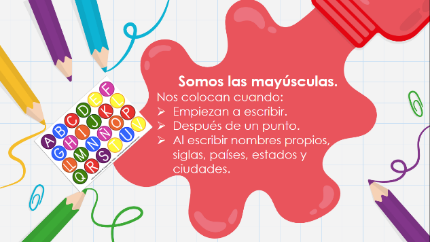 Somos las mayúsculas.
Nos colocan cuando:
➢ Empiezan a escribir.
➢ Después de un punto.
➢ Al escribir nombres propios,
siglas, países, estados y
ciudades.